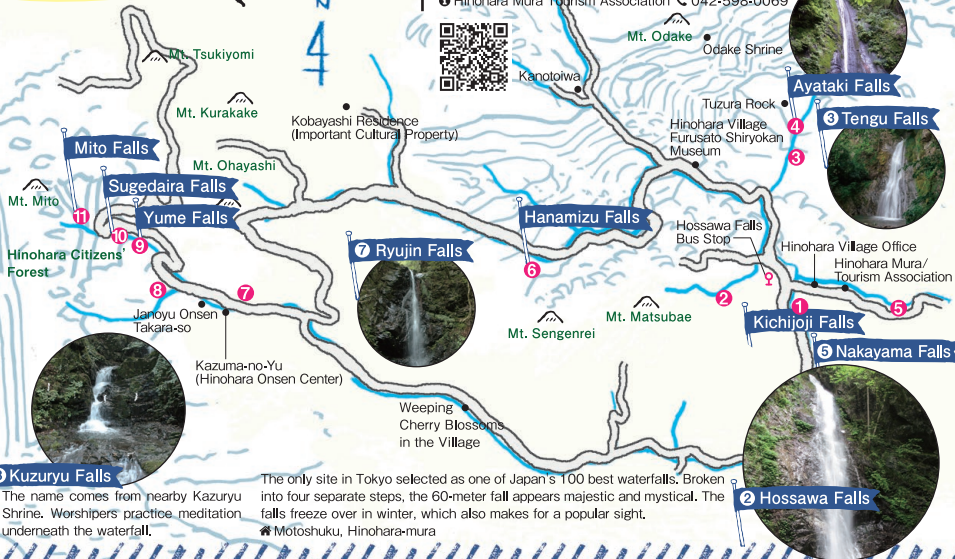 N
Hinohara Mura Tourism Association 042-598-0069
Mt. Tsukiyomi
Mt. Odake
Odake Shrine
Kanotoiwa
Ayataki Falls
Mt. Kurakake
Kobayashi Residence
(Important Cultural Property)
Tuzura Rock
4
3 Tengu Falls
Hinohara Village
Furusato Shiryokan
Museum
3
Mito Falls
Mt. Ohayashi
Sugedaira Falls
Mt. Mito
11
Yume Falls
10
9
Hinohara Citizens'
Forest
Hanamizu Falls
6
Hossawa Falls
Bus Stop
Hinohara Village Office
Hinohara Mura/
Tourism Association
7 Ryujin Falls
8
7
2
1
5
Janoyu Onsen
Takara-so
Mt. Sengenrei
Mt. Matsubae
Kichijoji Falls
5 Nakayama Falls
Kazuma-no-Yu
(Hinohara Onsen Center)
Weeping
Cherry Blossoms
in the Village
Kuzuryu Falls
The name comes from nearby Kazuryu
Shrine. Worshipers practice meditation
underneath the waterfall.
The only site in Tokyo selected as one of Japan's 100 best waterfalls. Broken
into four separate steps, the 60-meter fall appears majestic and mystical. The
falls freeze over in winter, which also makes for a popular sight.
Motoshuku, Hinohara-mura
2 Hossawa Falls